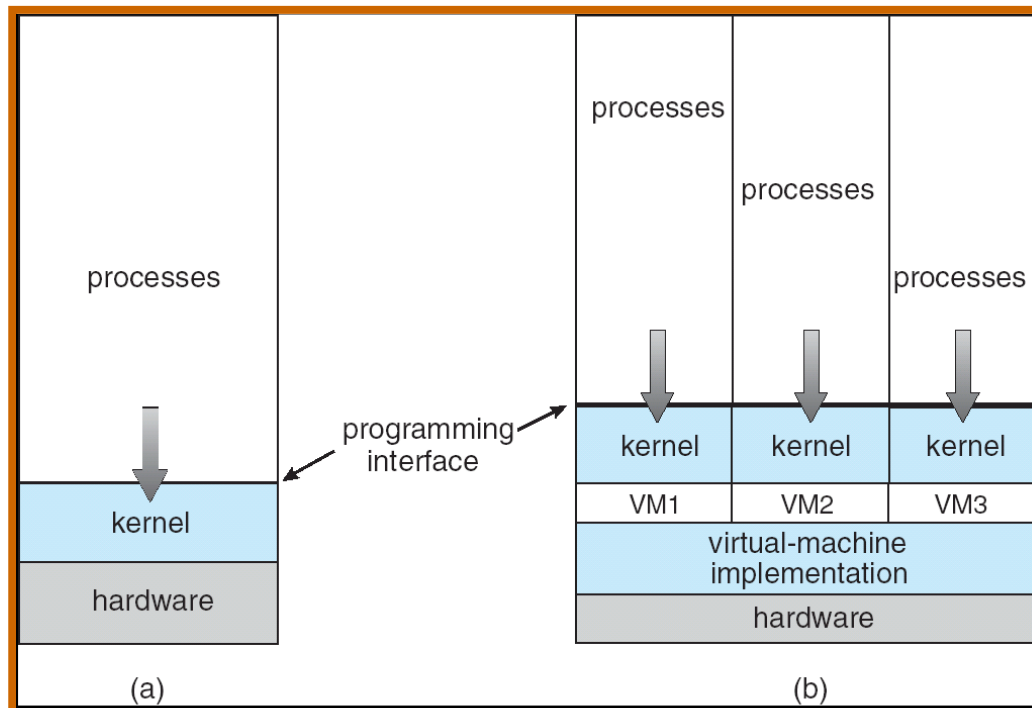 processes
kernel
hardware
(a)
programming
interface
processes
processes
processes
kernel
kernel
kernel
VM1
VM2
VM3
virtual-machine
implementation
hardware
(b)